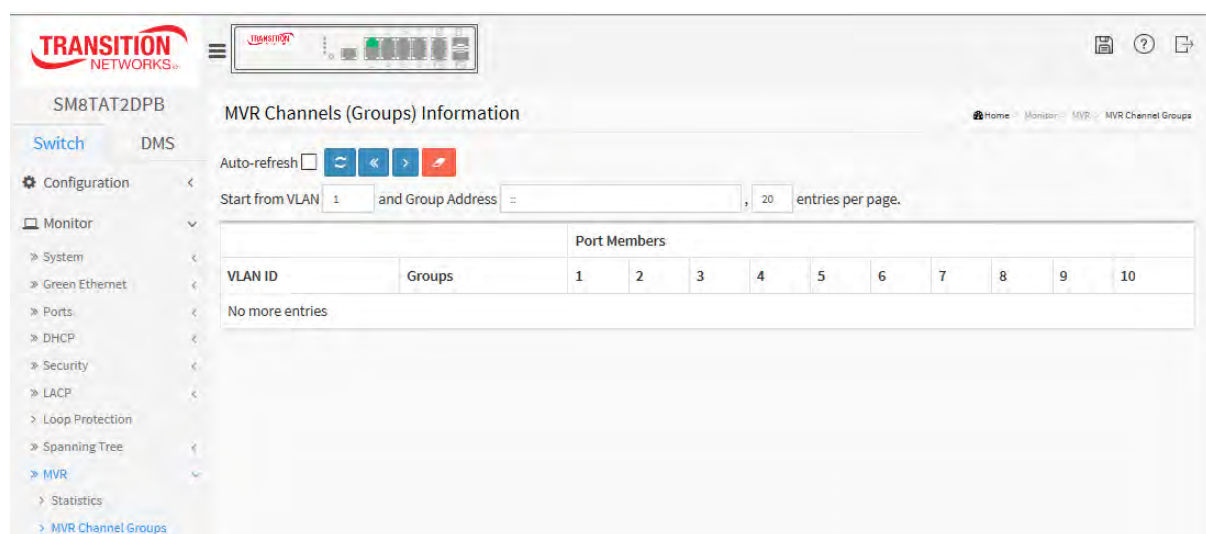 TRANSITION
NETWORKS
TRANSITION
SM8TAT2DPB
Switch DMS
Configuration
Monitor
System
Green Ethernet
Ports
DHCP
Security
LACP
Loop Protection
Spanning Tree
MVR
Statistics
MVR Channel Groups
MVR Channels (Groups) Information
Home > Monitor > MVR > MVR Channel Groups
Auto-refresh
Start from VLAN 1 and Group Address :: , 20 entries per page.
Port Members
VLAN ID Groups 1 2 3 4 5 6 7 8 9 10
No more entries